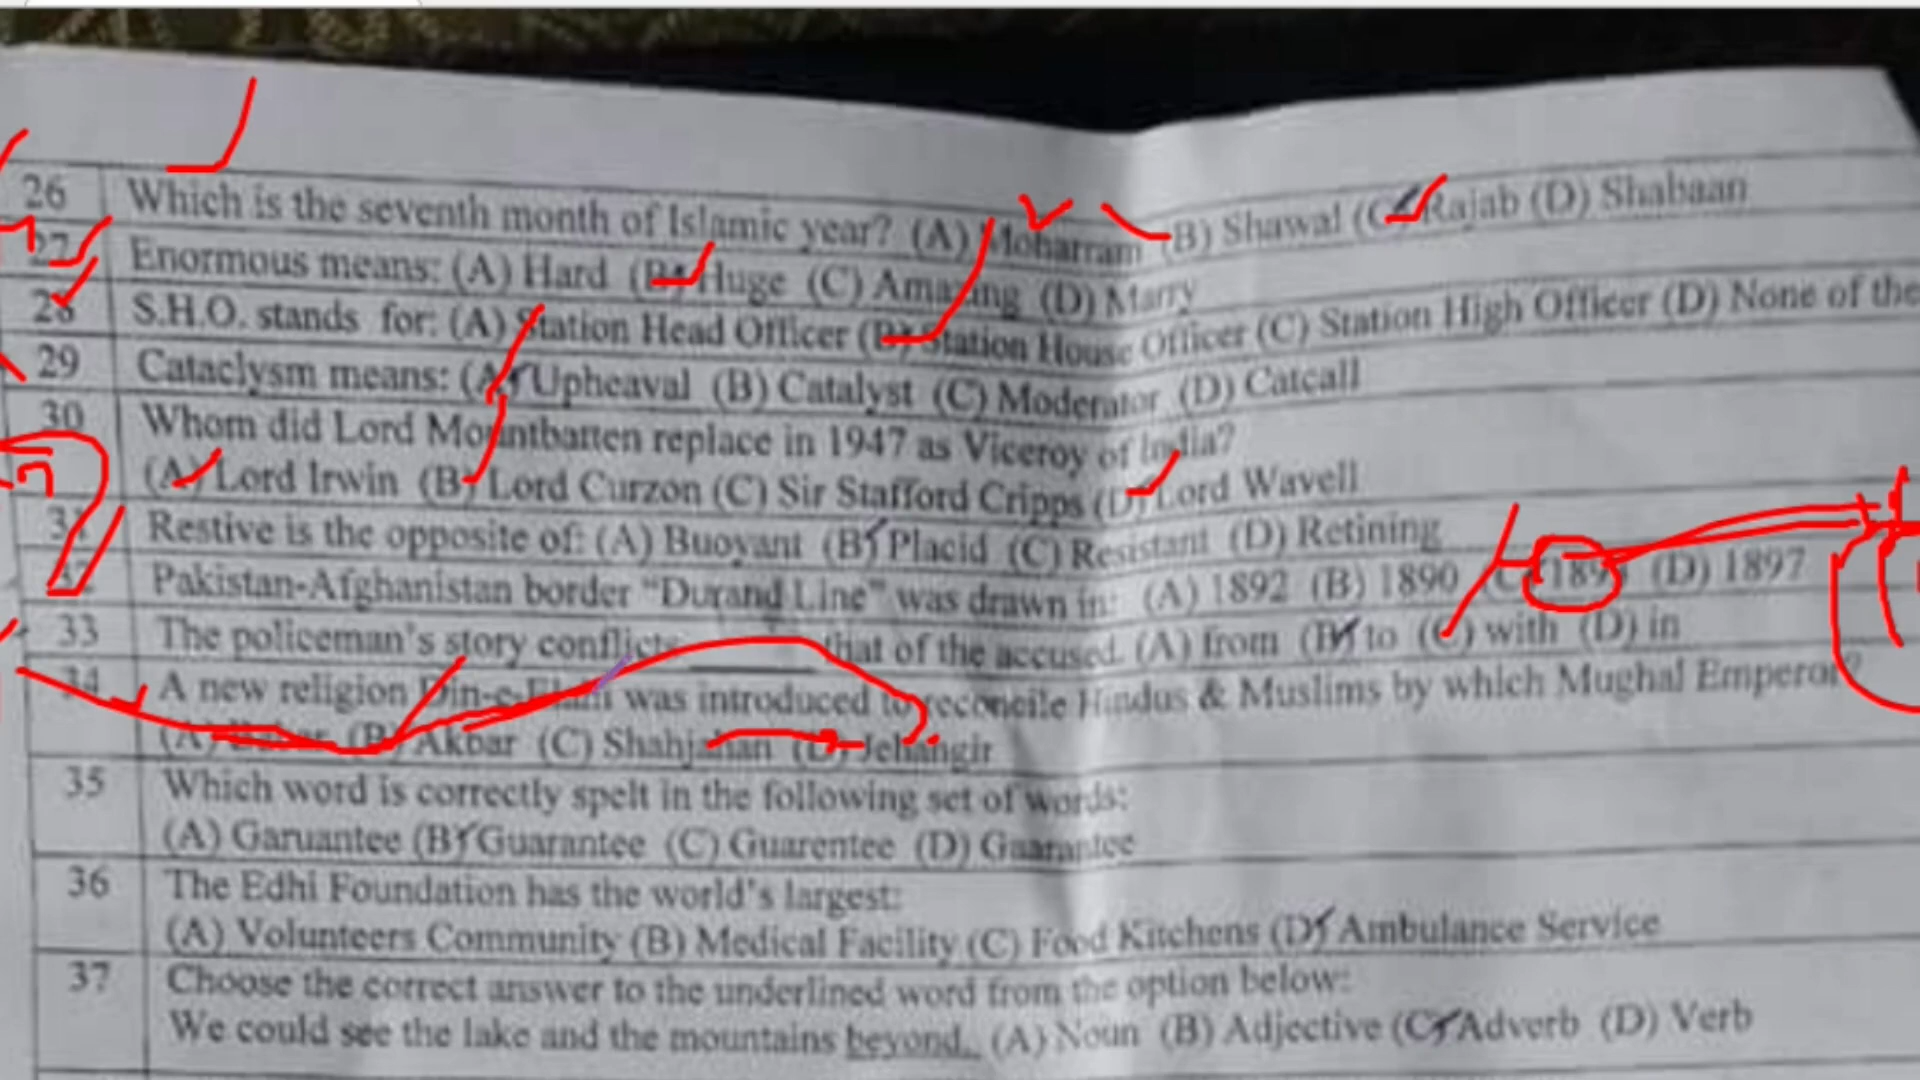 26 Which is the seventh month of Islamic year? (A) Moharram (B) Shawal (C) Rajab (D) Shabaan
27 Enormous means: (A) Hard (B) Huge (C) Amazing (D) Marry
28 S.H.O. stands for: (A) Station Head Officer (B) Station House Officer (C) Station High Officer (D) None of the
29 Cataclysm means: (A) Upheaval (B) Catalyst (C) Moderator (D) Catcall
30 Whom did Lord Mountbatten replace in 1947 as Viceroy of India?
(A) Lord Irwin (B) Lord Curzon (C) Sir Stafford Cripps (D) Lord Wavell
31 Restive is the opposite of: (A) Buoyant (B) Placid (C) Resistant (D) Retining
32 Pakistan-Afghanistan border "Durand Line" was drawn in: (A) 1892 (B) 1890 (C) (D) 1897
33 The policeman's story conflicts ______ that of the accused. (A) from (B) to (C) with (D) in
34 A new religion Din-e-Elahi was introduced to reconcile Hindus & Muslims by which Mughal Emperor?
(A) (B) Akbar (C) Shahjahan (D) Jehangir
35 Which word is correctly spelt in the following set of words:
(A) Garuantee (B) Guarantee (C) Guarentee (D) Gaarantee
36 The Edhi Foundation has the world's largest:
(A) Volunteers Community (B) Medical Facility (C) Food Kitchens (D) Ambulance Service
37 Choose the correct answer to the underlined word from the option below:
We could see the lake and the mountains beyond. (A) Noun (B) Adjective (C) Adverb (D) Verb